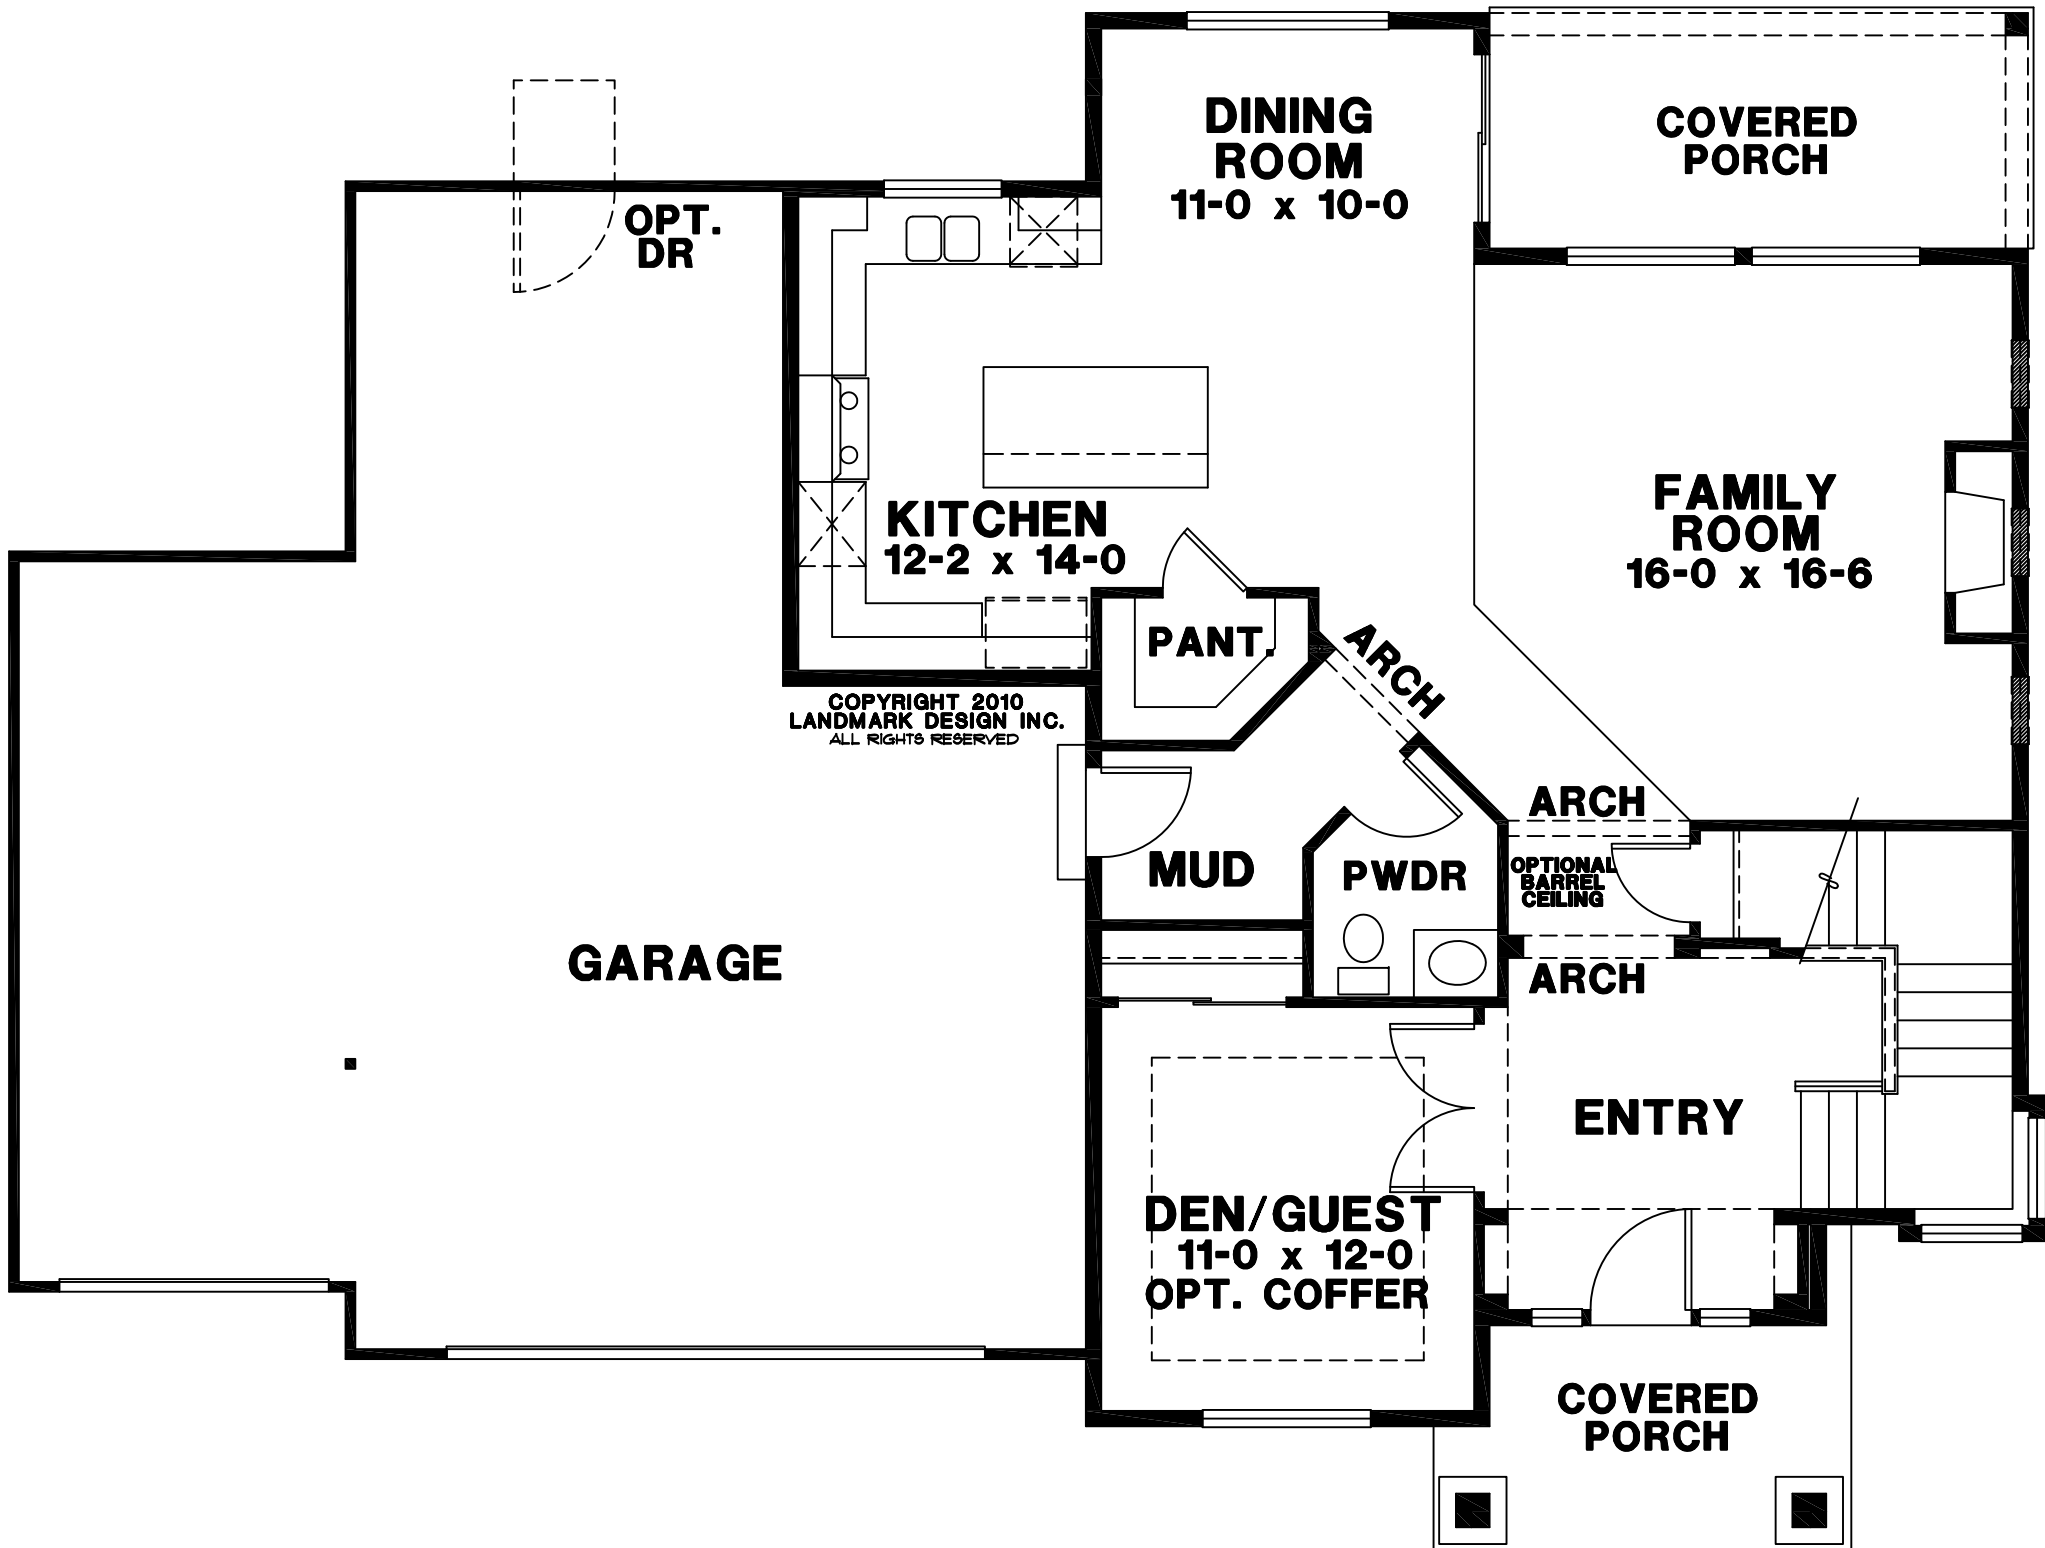 DINING
ROOM
11-0 x 10-0
COVERED
PORCH
OPT.
DR
KITCHEN
12-2 x 14-0
FAMILY
ROOM
16-0 x 16-6
PANT.
ARCH
COPYRIGHT 2010
LANDMARK DESIGN INC.
ALL RIGHTS RESERVED
ARCH
MUD
PWDR
OPTIONAL
BARREL
CEILING
GARAGE
ARCH
ENTRY
DEN/GUEST
11-0 x 12-0
OPT. COFFER
COVERED
PORCH